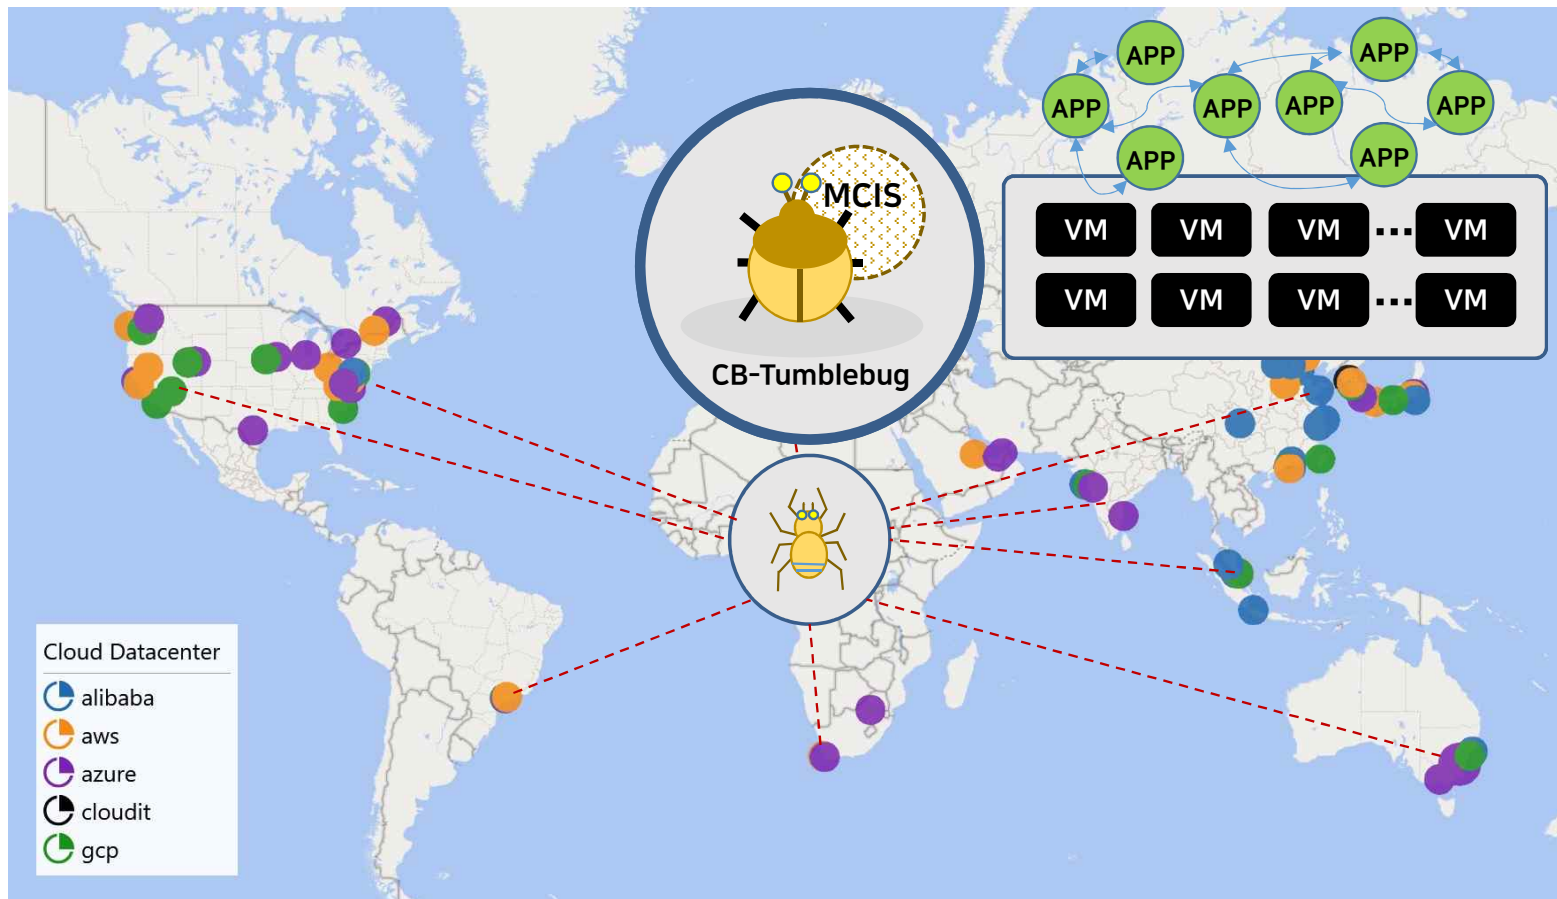 APP
APP
APP
APP
APP
APP
APP
APP
APP
MCIS
CB-Tumblebug
VM VM VM ... VM
VM VM VM ... VM
Cloud Datacenter
alibaba
aws
azure
cloudit
gcp